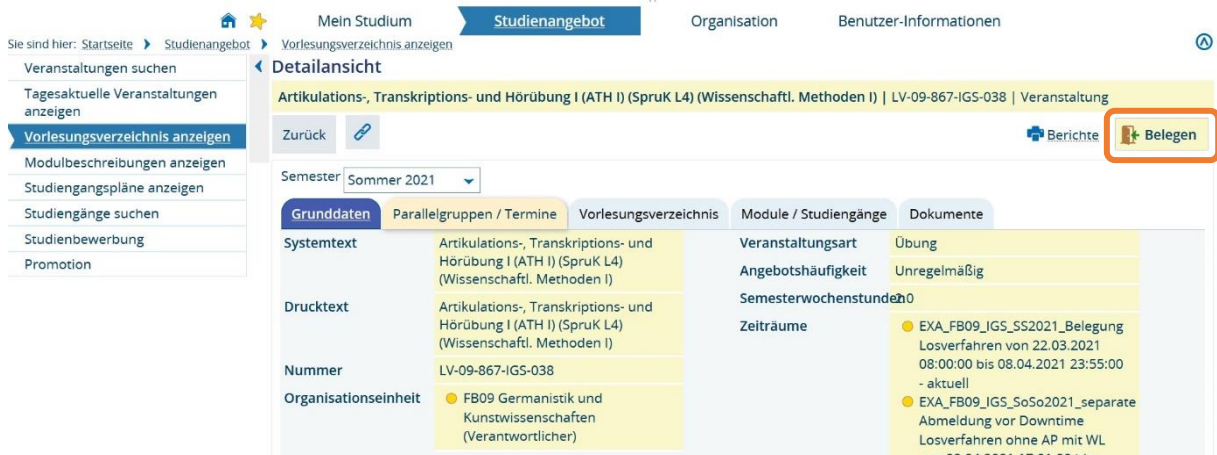 Mein Studium
Studienangebot
Organisation
Benutzer-Informationen
Sie sind hier: Startseite Studienangebot Vorlesungsverzeichnis anzeigen
Veranstaltungen suchen
Tagesaktuelle Veranstaltungen
anzeigen
Vorlesungsverzeichnis anzeigen
Modulbeschreibungen anzeigen
Studiengangspläne anzeigen
Studiengänge suchen
Studienbewerbung
Promotion
Detailansicht
Artikulations-, Transkriptions- und Hörübung I (ATH I) (SpruK L4) (Wissenschaftl. Methoden I) | LV-09-867-IGS-038 | Veranstaltung
Zurück
Berichte
Belegen
Semester Sommer 2021
Grunddaten
Parallelgruppen / Termine
Vorlesungsverzeichnis
Module / Studiengänge
Dokumente
Systemtext
Artikulations-, Transkriptions- und
Hörübung I (ATH I) (SpruK L4)
(Wissenschaftl. Methoden I)
Drucktext
Artikulations-, Transkriptions- und
Hörübung I (ATH I) (SpruK L4)
(Wissenschaftl. Methoden I)
Nummer
LV-09-867-IGS-038
Organisationseinheit
FB09 Germanistik und
Kunstwissenschaften
(Verantwortlicher)
Veranstaltungsart
Übung
Angebotshäufigkeit
Unregelmäßig
Semesterwochenstunden
2.0
Zeiträume
EXA_FB09_IGS_SS2021_Belegung
Losverfahren von 22.03.2021
08:00:00 bis 08.04.2021 23:55:00
- aktuell
EXA_FB09_IGS_SoSo2021_separate
Abmeldung vor Downtime
Losverfahren ohne AP mit WL